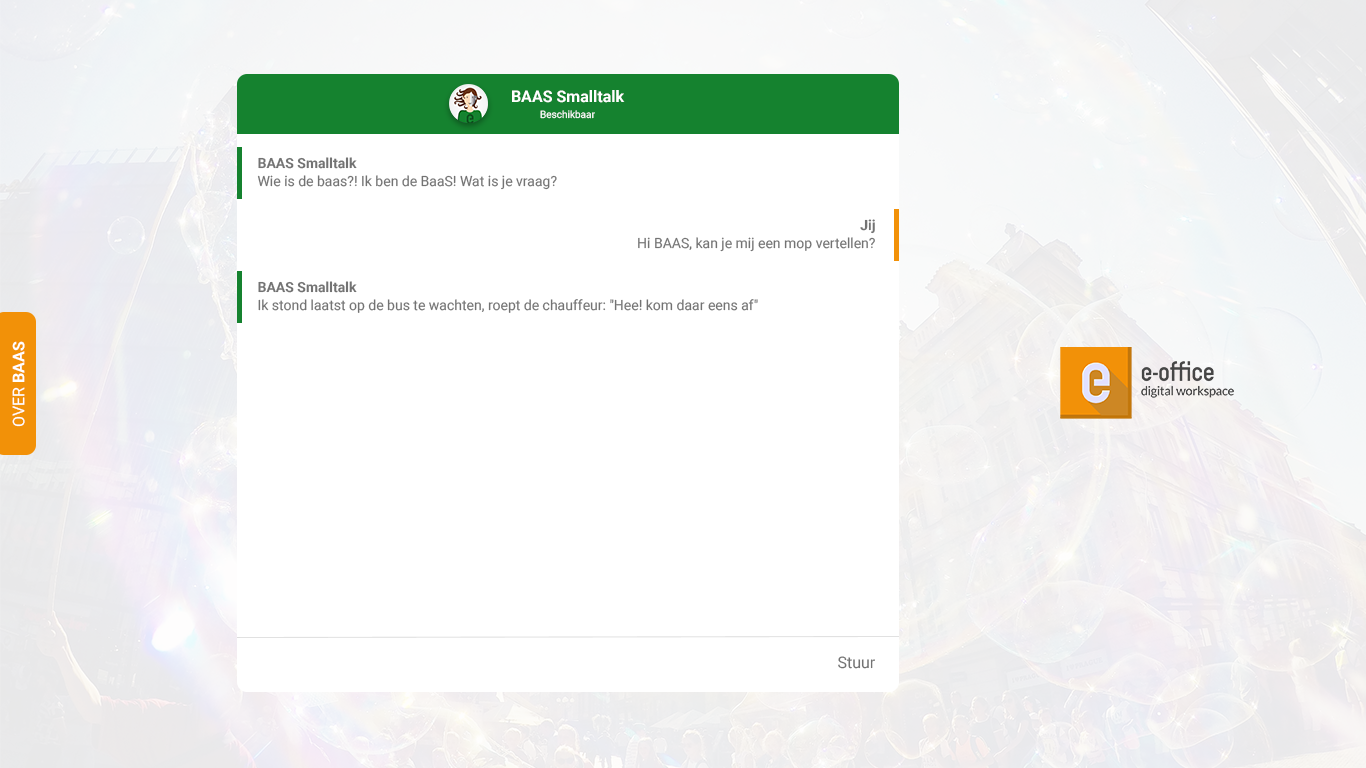 BAAS Smalltalk
Beschikbaar
BAAS Smalltalk
Wie is de baas?! Ik ben de BaaS! Wat is je vraag?
Jij
Hi BAAS, kan je mij een mop vertellen?
BAAS Smalltalk
Ik stond laatst op de bus te wachten, roept de chauffeur: "Hee! kom daar eens af"
OVER BAAS
e
e-office
digital workspace
Stuur